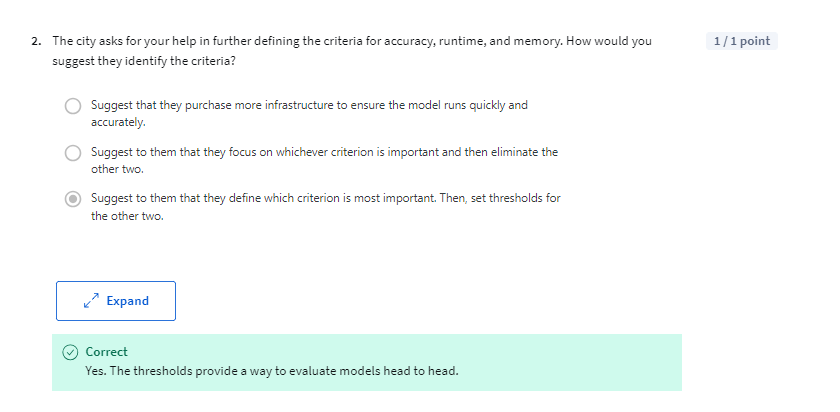 2. The city asks for your help in further defining the criteria for accuracy, runtime, and memory. How would you
suggest they identify the criteria?
1 / 1 point
Suggest that they purchase more infrastructure to ensure the model runs quickly and
accurately.
Suggest to them that they focus on whichever criterion is important and then eliminate the
other two.
Suggest to them that they define which criterion is most important. Then, set thresholds for
the other two.
Expand
Correct
Yes. The thresholds provide a way to evaluate models head to head.